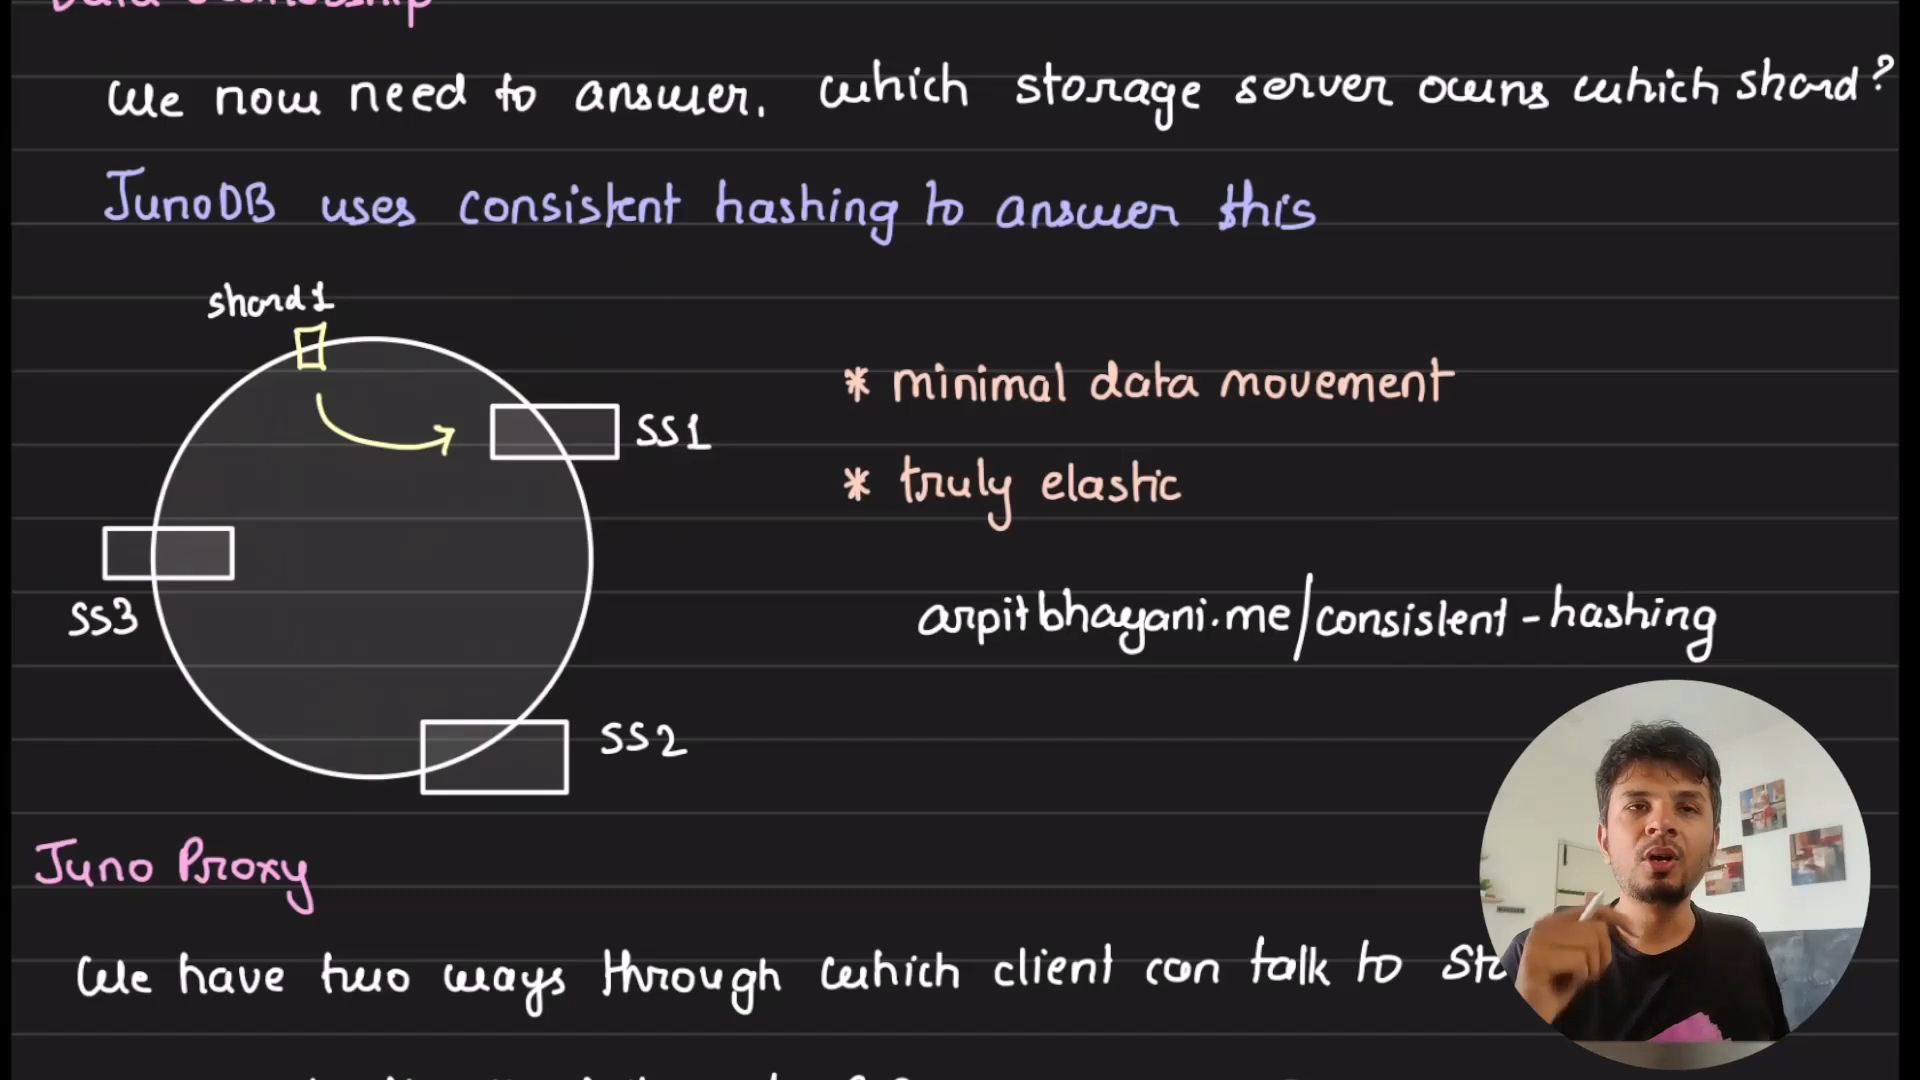 We now need to answer, which storage server owns which shard?
JunoDB uses consistent hashing to answer this
shard 1
SS1
* minimal data movement
* truly elastic
SS3
arpitbhayani.me/consistent-hashing
SS2
Juno Proxy
We have two ways through which client can talk to